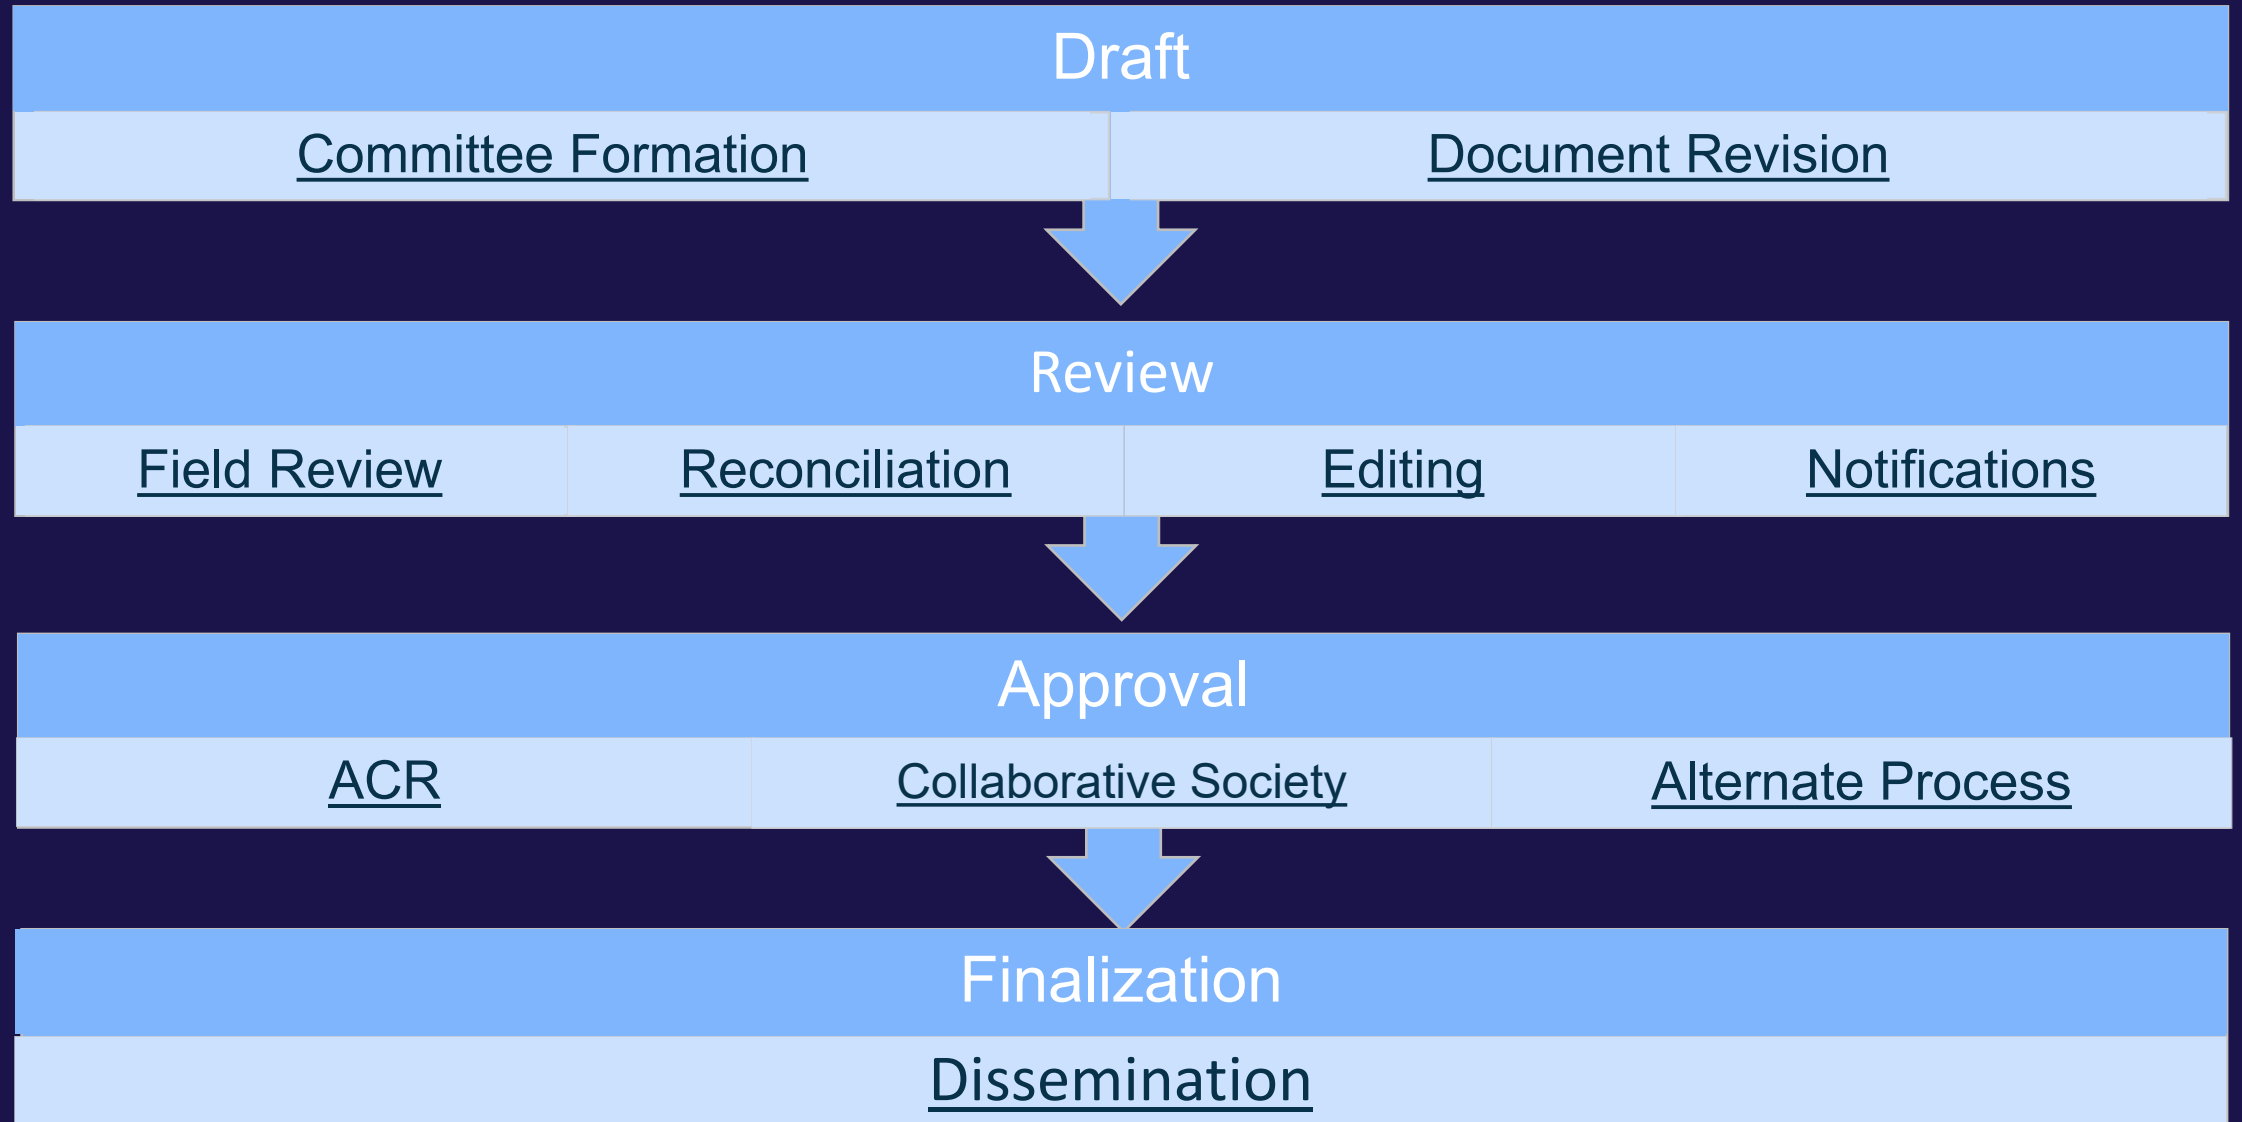 Draft
Committee Formation
Document Revision
Review
Field Review
Reconciliation
Editing
Notifications
Approval
ACR
Collaborative Society
Alternate Process
Finalization
Dissemination